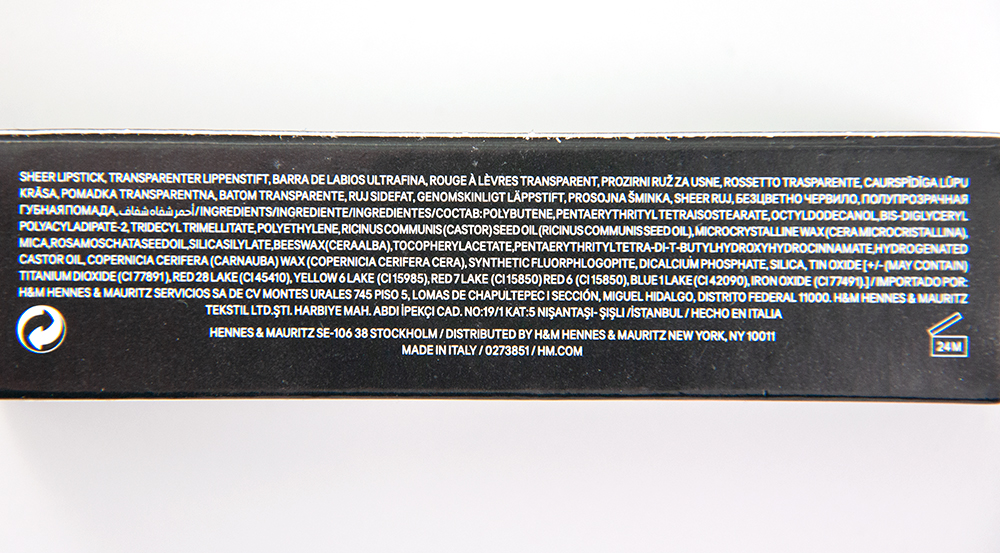 SHEER LIPSTICK, TRANSPARENTER LIPPENSTIFT, BARRA DE LABIOS ULTRAFINA, ROUGE À LÈVRES TRANSPARENT, PROZIRNI RUŽ ZA USNE, ROSSETTO TRASPARENTE, CAURSPĪDĪGA LŪPU
KRĀSA, POMADKA TRANSPARENTNA, BATOM TRANSPARENTE, RUJ SIDEFAT, GENOMSKINLIGT LÄPPSTIFT, PROSOJNA ŠMINKA, SHEER RUJ, БЕЗЦВЕТНО ЧЕРВИЛО, ПОЛУПРОЗРАЧНАЯ
ГУБНАЯ ПОМАДА, أحمر شفاه شفاف/INGREDIENTS/INGREDIENTE/INGREDIENTES/СОСТАВ: POLYBUTENE, PENTAERYTHRITYL TETRAISOSTEARATE, OCTYLDODECANOL, BIS-DIGLYCERYL
POLYACYLADIPATE-2, TRIDECYL TRIMELLITATE, POLYETHYLENE, RICINUS COMMUNIS (CASTOR) SEED OIL (RICINUS COMMUNIS SEED OIL), MICROCRYSTALLINE WAX (CERA MICROCRISTALLINA),
MICA, ROSA MOSCHATA SEED OIL, SILICA SILYLATE, BEESWAX (CERA ALBA), TOCOPHERYL ACETATE, PENTAERYTHRITYL TETRA-DI-T-BUTYL HYDROXYHYDROCINNAMATE, HYDROGENATED
CASTOR OIL, COPERNICIA CERIFERA (CARNAUBA) WAX (COPERNICIA CERIFERA CERA), SYNTHETIC FLUORPHLOGOPITE, DICALCIUM PHOSPHATE, SILICA, TIN OXIDE [+/- (MAY CONTAIN)
TITANIUM DIOXIDE (CI 77891), RED 28 LAKE (CI 45410), YELLOW 6 LAKE (CI 15985), RED 7 LAKE (CI 15850) RED 6 (CI 15850), BLUE 1 LAKE (CI 42090), IRON OXIDE (CI 77491).] / IMPORTADO POR:
H&M HENNES & MAURITZ SERVICIOS SA DE CV MONTES URALES 745 PISO 5, LOMAS DE CHAPULTEPEC I SECCIÓN, MIGUEL HIDALGO, DISTRITO FEDERAL 11000. H&M HENNES & MAURITZ
TEKSTIL LTD.ŞTI. HARBIYE MAH. ABDI İPEKÇI CAD. NO:19/1 KAT:5 NIŞANTAŞI- ŞIŞLI /İSTANBUL / HECHO EN ITALIA
HENNES & MAURITZ SE-106 38 STOCKHOLM / DISTRIBUTED BY H&M HENNES & MAURITZ NEW YORK, NY 10011
MADE IN ITALY / 0273851 / HM.COM
24M